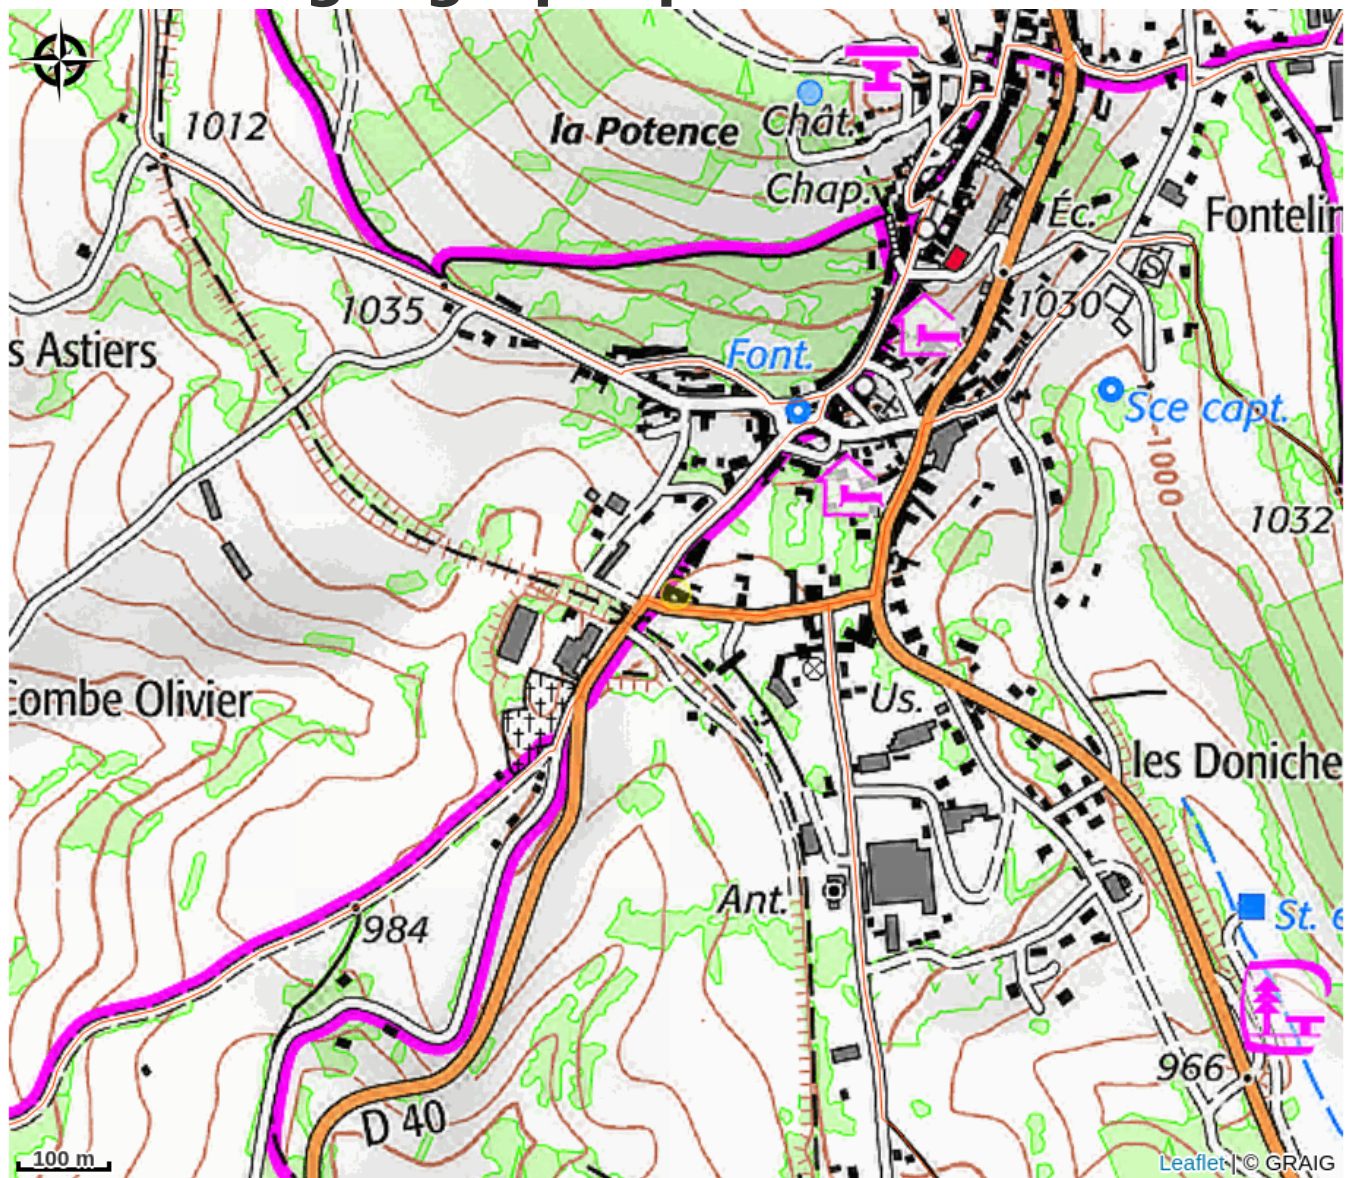 1012
la Potence
Chât.
Chap.
Éc.
Fontelin
1035
1030
s Astiers
Font.
Sce capt.
1000
1032
Combe Olivier
Us.
les Doniche
Ant.
984
St. e
966
D 40
100 m
Leaflet | © GRAIG